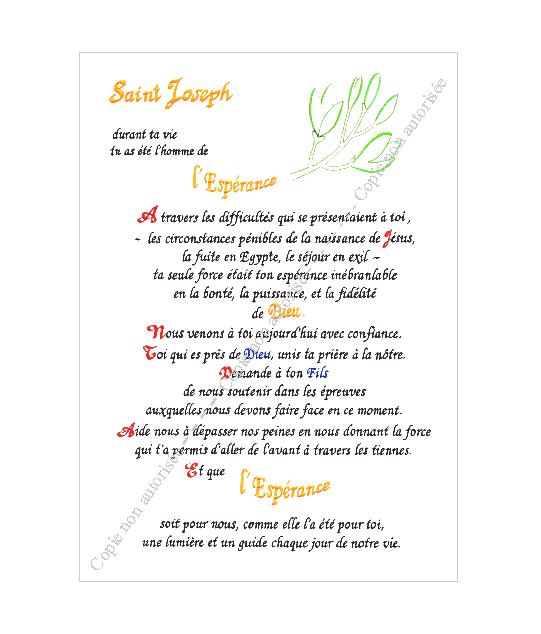 Saint Joseph
durant ta vie
tu as été l'homme de
l'Espérance
A travers les difficultés qui se présentaient à toi,
~ les circonstances pénibles de la naissance de Jésus,
la fuite en Egypte, le séjour en exil ~
ta seule force était ton espérance inébranlable
en la bonté, la puissance, et la fidélité
de Dieu.
Nous venons à toi aujourd'hui avec confiance.
Toi qui es près de Dieu, unis ta prière à la nôtre.
Demande à ton Fils
de nous soutenir dans les épreuves
auxquelles nous devons faire face en ce moment.
Aide nous à dépasser nos peines en nous donnant la force
qui t'a permis d'aller de l'avant à travers les tiennes.
Et que
l'Espérance
soit pour nous, comme elle l'a été pour toi,
une lumière et un guide chaque jour de notre vie.
Copie non autorisée --- Copie non autorisée --- Copie non autorisée